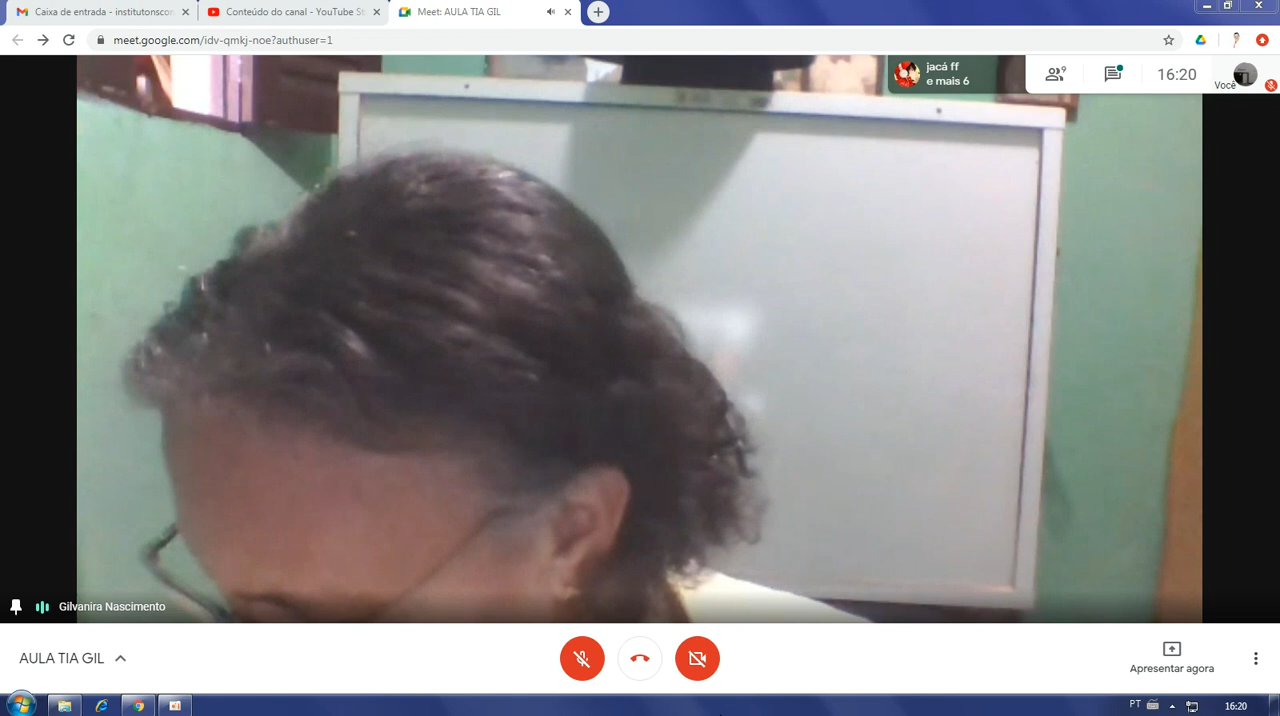 Caixa de entrada - institutonscon
Conteúdo do canal - YouTube St
Meet: AULA TIA GIL
meet.google.com/idv-qmkj-noe?authuser=1
jacá ff
e mais 6
9
16:20
Você
Gilvanira Nascimento
AULA TIA GIL
Apresentar agora
PT
16:20